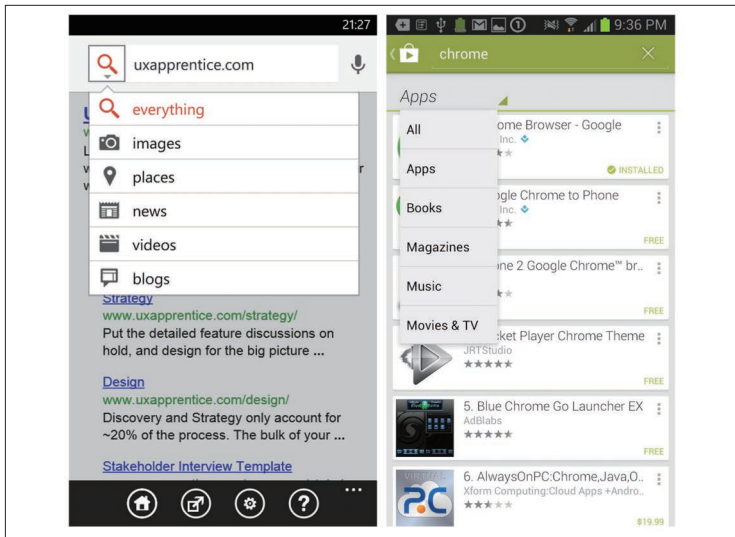 21:27
uxapprentice.com
everything
images
places
news
videos
blogs
Strategy
www.uxapprentice.com/strategy/
Put the detailed feature discussions on
hold, and design for the big picture ...
Design
www.uxapprentice.com/design/
Discovery and Strategy only account for
~20% of the process. The bulk of your ...
Stakeholder Interview Template
9:36 PM
chrome
Apps
All
Apps
Books
Magazines
Music
Movies & TV
ome Browser - Google
Inc.
INSTALLED
gle Chrome to Phone
Inc.
FREE
ne 2 Google Chrome™ br..
FREE
cket Player Chrome Theme
JRTStudio
FREE
5. Blue Chrome Go Launcher EX
AdBlabs
FREE
6. AlwaysOnPC:Chrome,Java,O..
Xform Computing:Cloud Apps +Andro..
$19.99